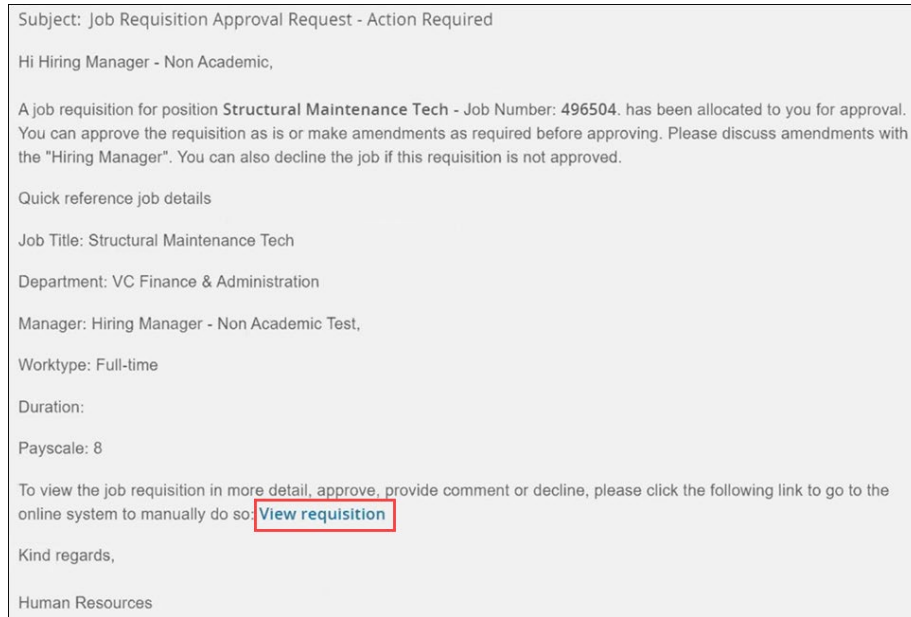 Subject: Job Requisition Approval Request - Action Required
Hi Hiring Manager - Non Academic,
A job requisition for position Structural Maintenance Tech - Job Number: 496504. has been allocated to you for approval.
You can approve the requisition as is or make amendments as required before approving. Please discuss amendments with
the "Hiring Manager". You can also decline the job if this requisition is not approved.
Quick reference job details
Job Title: Structural Maintenance Tech
Department: VC Finance & Administration
Manager: Hiring Manager - Non Academic Test,
Worktype: Full-time
Duration:
Payscale: 8
To view the job requisition in more detail, approve, provide comment or decline, please click the following link to go to the
online system to manually do so: View requisition
Kind regards,
Human Resources